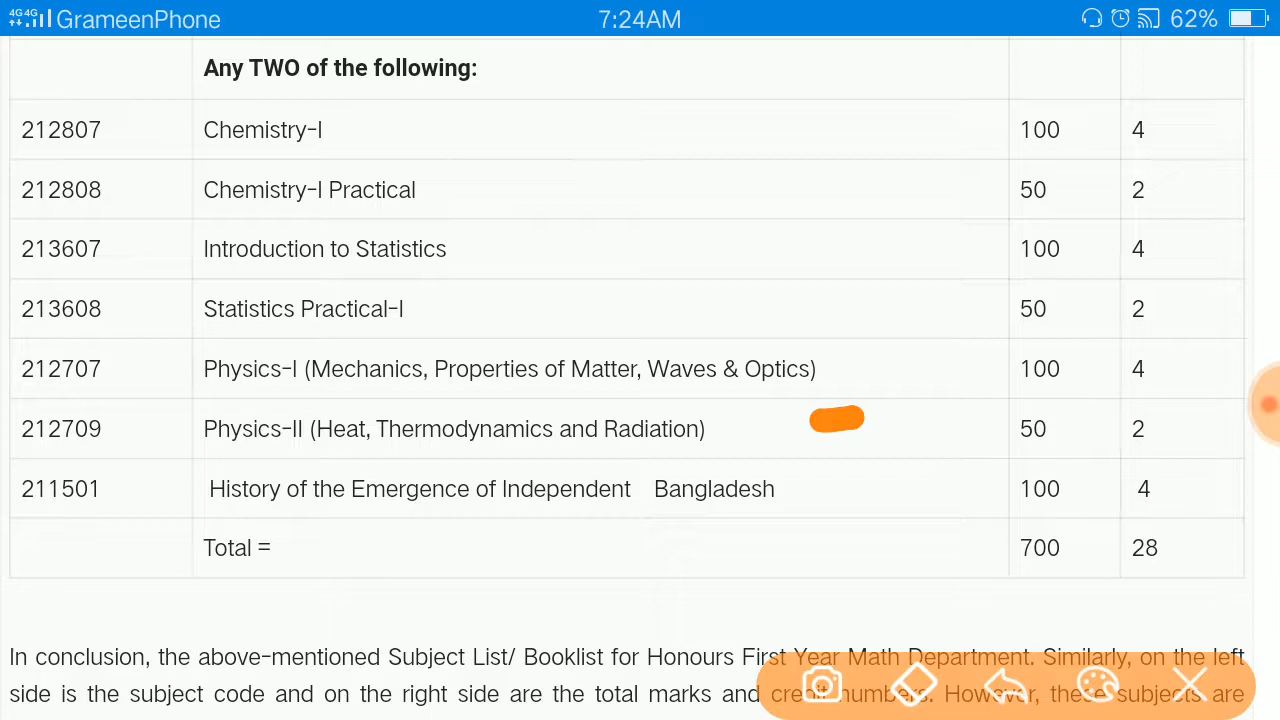 4G 4G GrameenPhone 7:24AM 62%
Any TWO of the following:
212807 Chemistry-I 100 4
212808 Chemistry-I Practical 50 2
213607 Introduction to Statistics 100 4
213608 Statistics Practical-I 50 2
212707 Physics-I (Mechanics, Properties of Matter, Waves & Optics) 100 4
212709 Physics-II (Heat, Thermodynamics and Radiation) 50 2
211501 History of the Emergence of Independent Bangladesh 100 4
Total = 700 28
In conclusion, the above-mentioned Subject List/ Booklist for Honours First Year Math Department. Similarly, on the left
side is the subject code and on the right side are the total marks and credit numbers. However, these subjects are